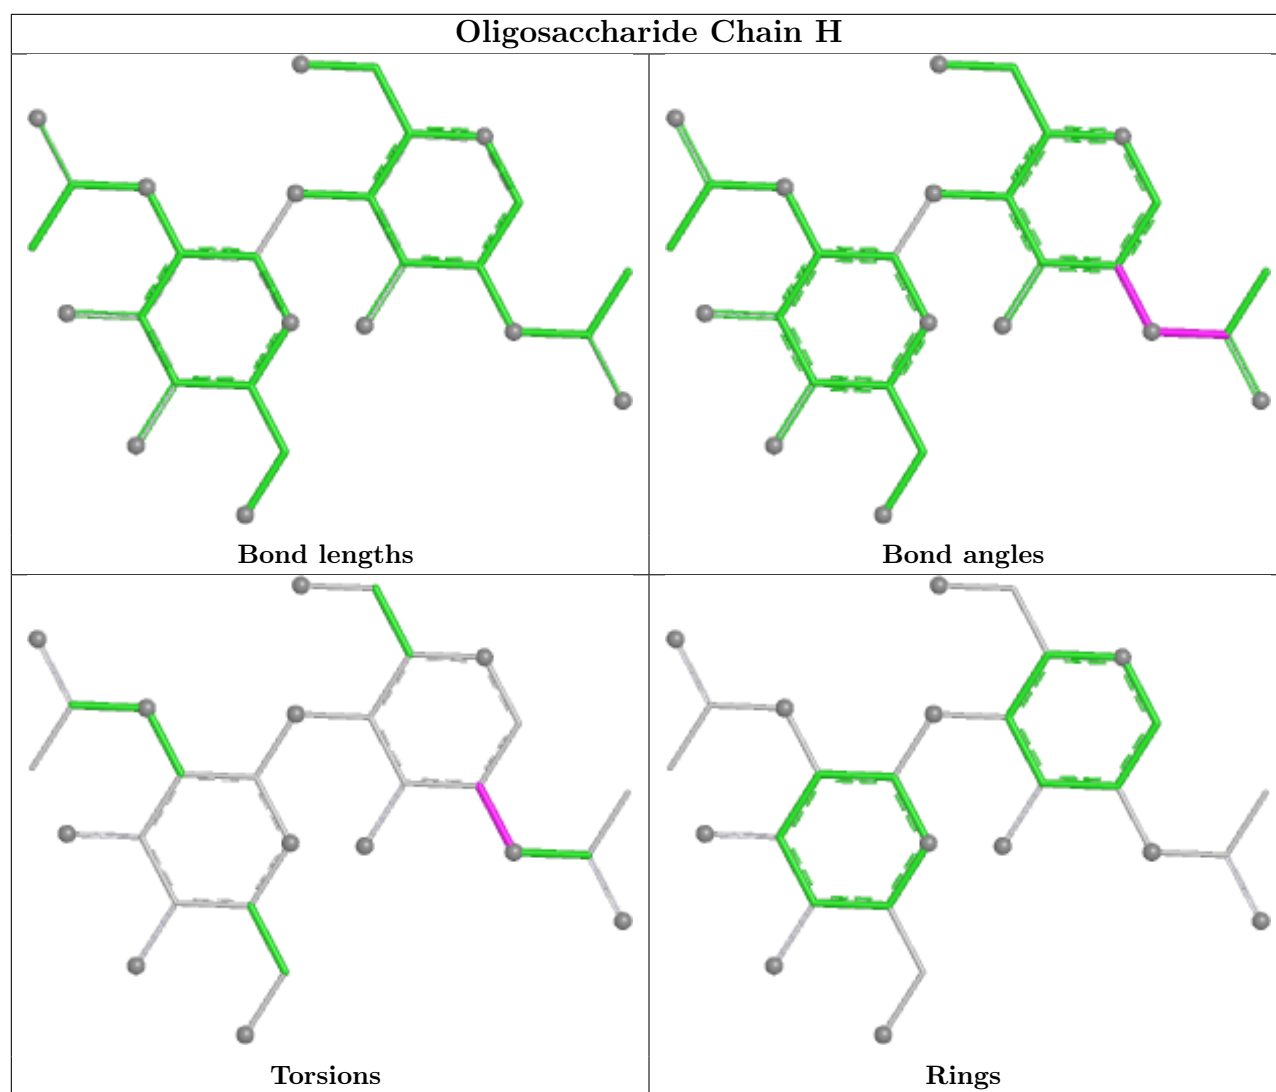 Oligosaccharide Chain H
Bond lengths
Bond angles
Torsions
Rings